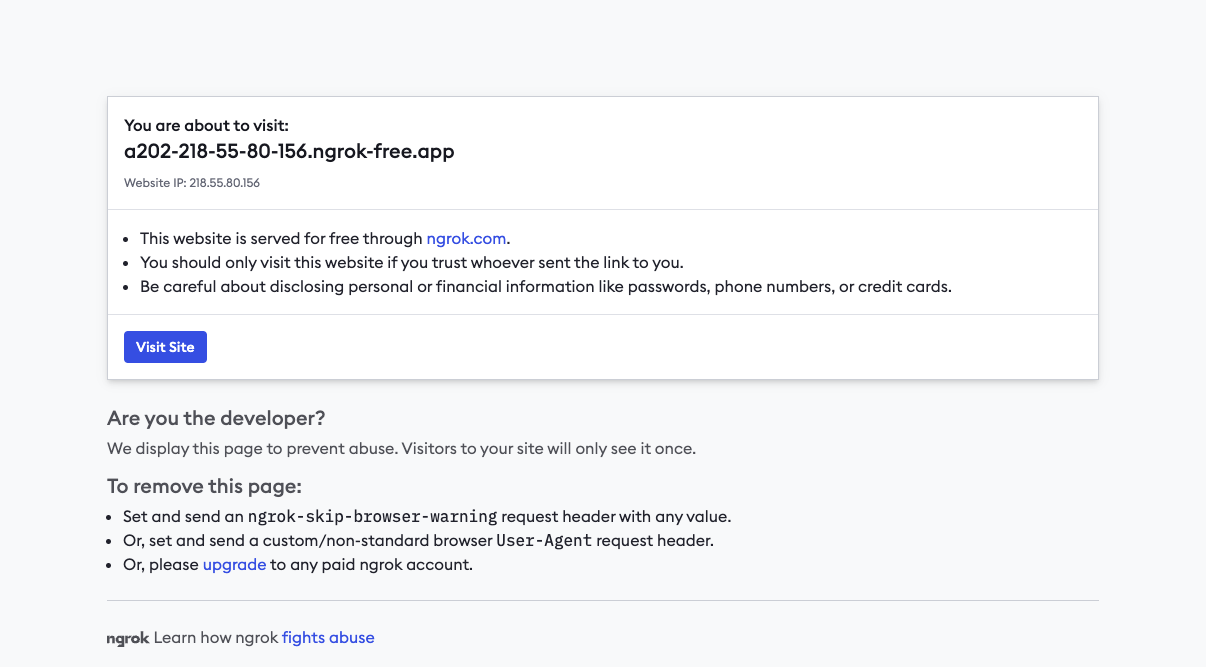 You are about to visit:
a202-218-55-80-156.ngrok-free.app
Website IP: 218.55.80.156
This website is served for free through ngrok.com.
You should only visit this website if you trust whoever sent the link to you.
Be careful about disclosing personal or financial information like passwords, phone numbers, or credit cards.
Visit Site
Are you the developer?
We display this page to prevent abuse. Visitors to your site will only see it once.
To remove this page:
Set and send an ngrok-skip-browser-warning request header with any value.
Or, set and send a custom/non-standard browser User-Agent request header.
Or, please upgrade to any paid ngrok account.
ngrok Learn how ngrok fights abuse